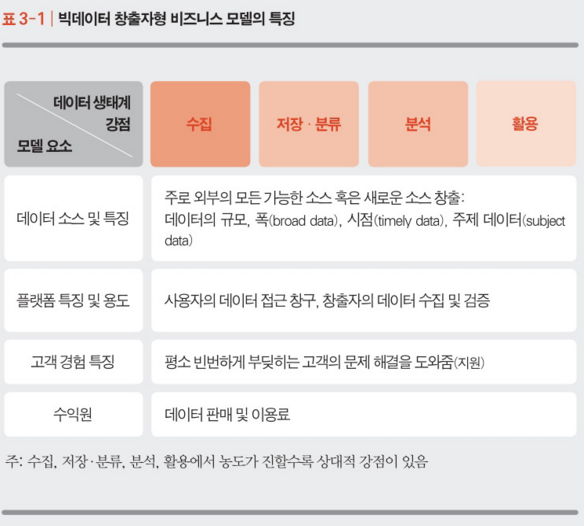 표 3-1 | 빅데이터 창출자형 비즈니스 모델의 특징
데이터 생태계
강점
모델 요소
수집
저장·분류
분석
활용
데이터 소스 및 특징
주로 외부의 모든 가능한 소스 혹은 새로운 소스 창출:
데이터의 규모, 폭(broad data), 시점(timely data), 주제 데이터(subject
data)
플랫폼 특징 및 용도
사용자의 데이터 접근 창구, 창출자의 데이터 수집 및 검증
고객 경험 특징
평소 빈번하게 부딪히는 고객의 문제 해결을 도와줌(지원)
수익원
데이터 판매 및 이용료
주: 수집, 저장·분류, 분석, 활용에서 농도가 진할수록 상대적 강점이 있음